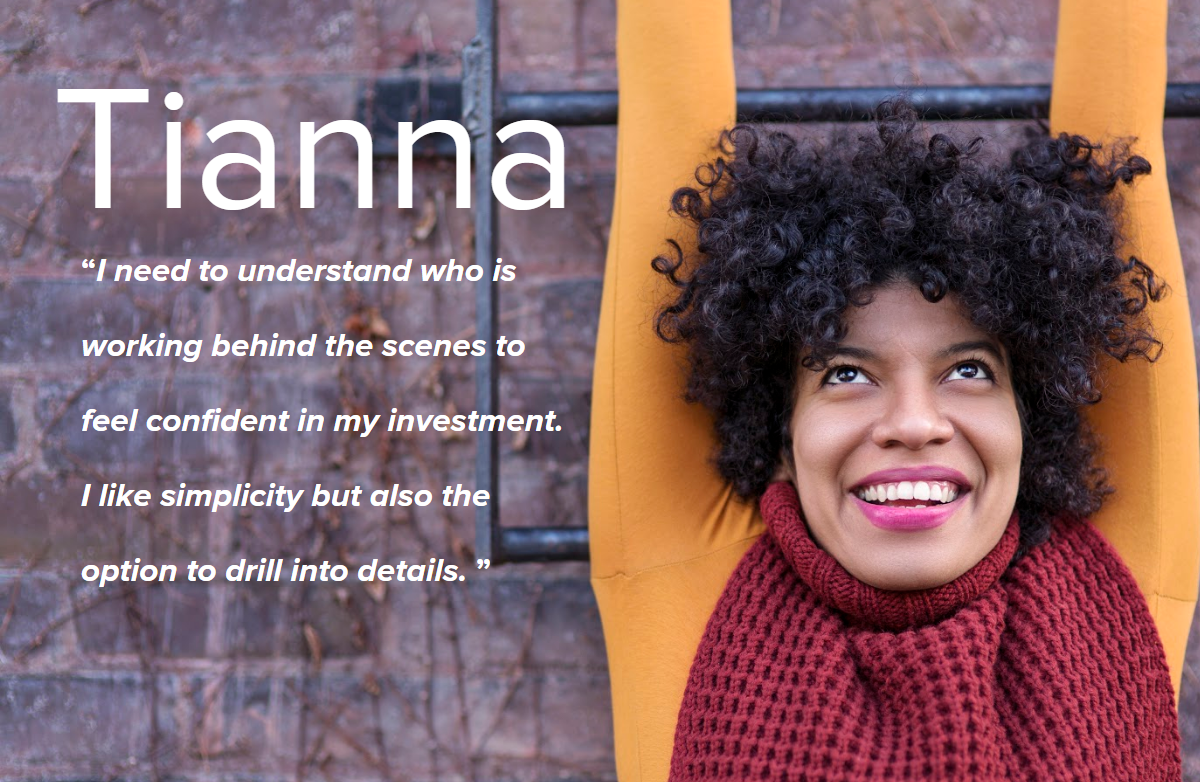 Tianna
“I need to understand who is
working behind the scenes to
feel confident in my investment.
I like simplicity but also the
option to drill into details. ”